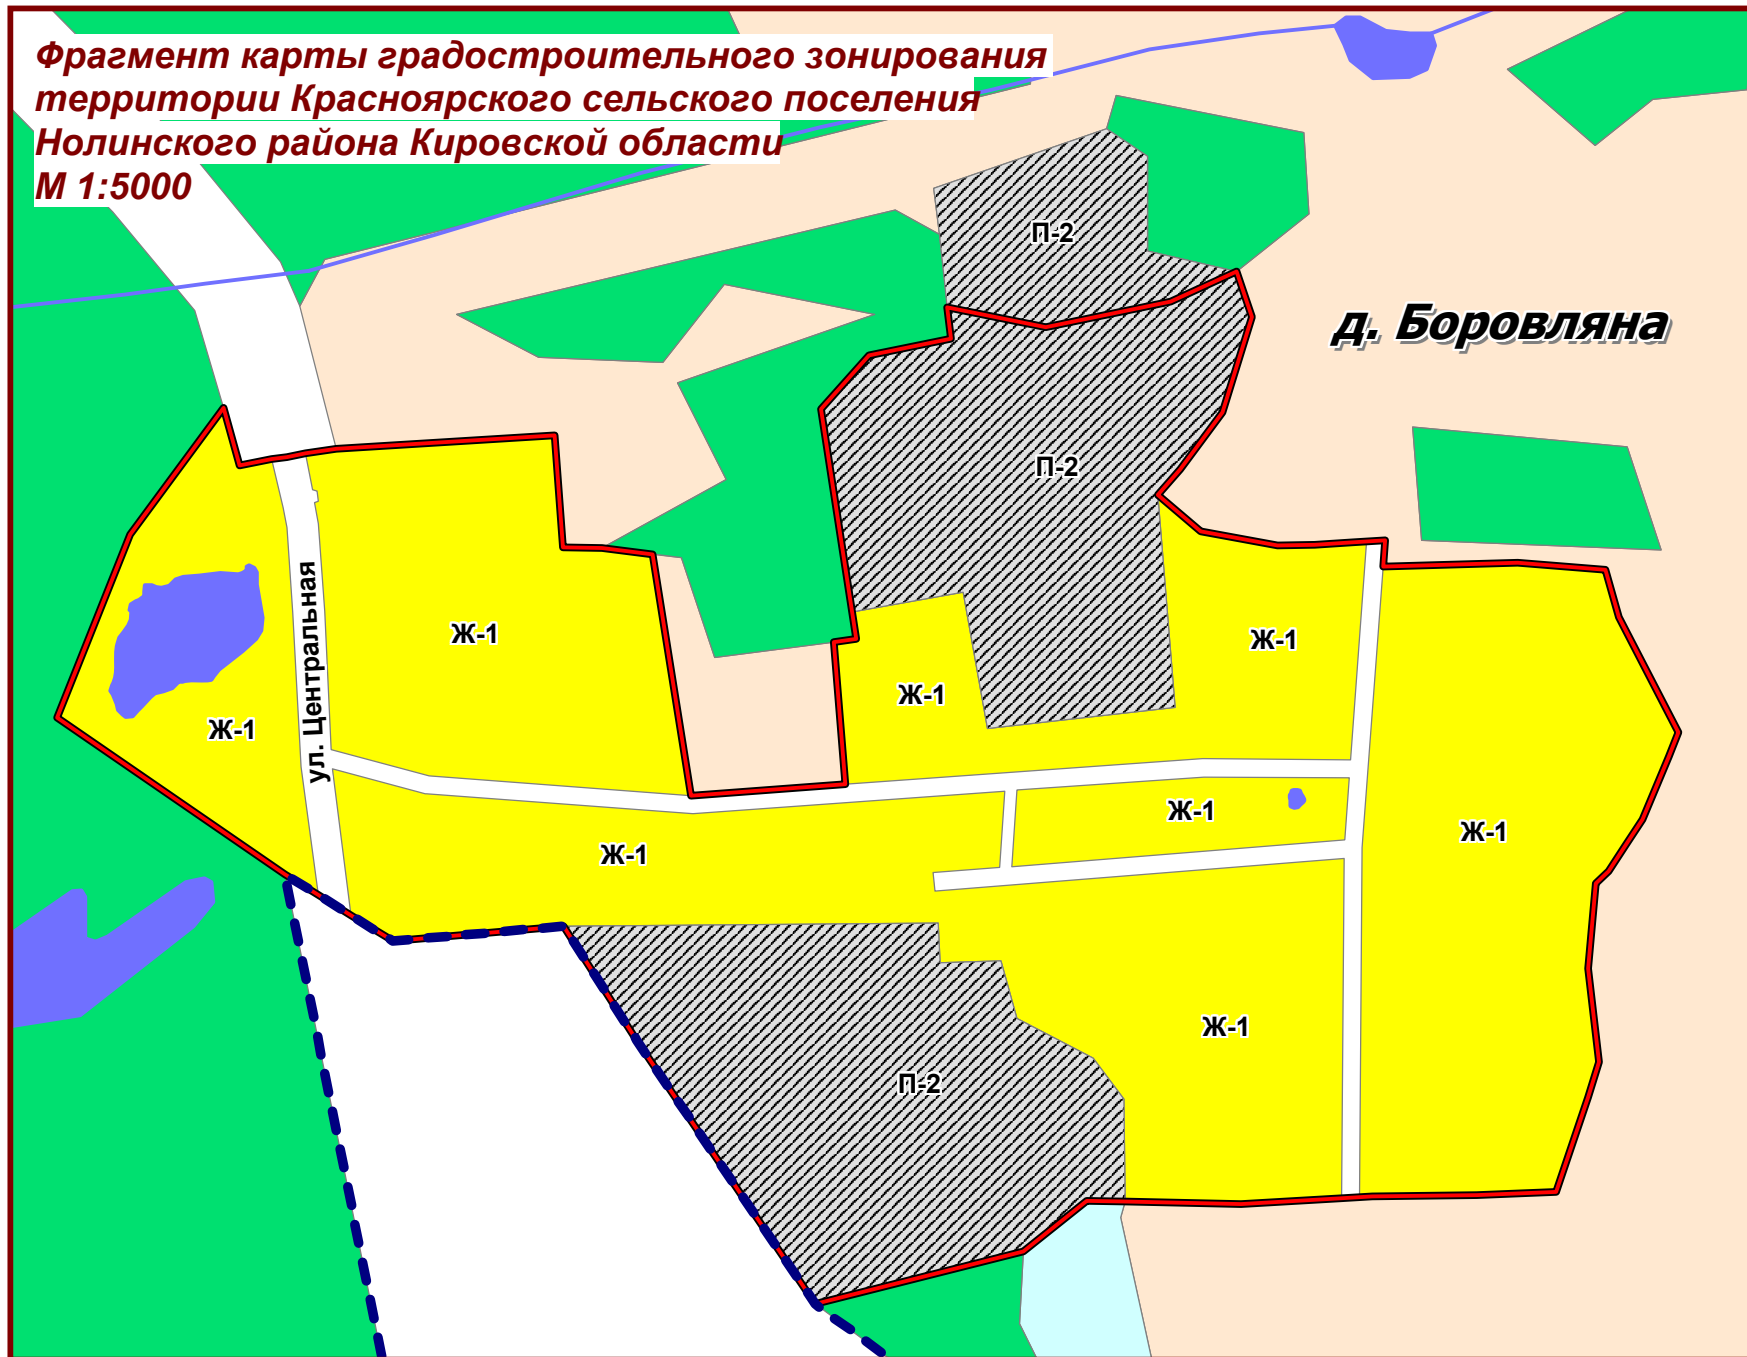 Фрагмент карты градостроительного зонирования
территории Красноярского сельского поселения
Нолинского района Кировской области
М 1:5000
П-2
д. Боровляна
П-2
Ж-1
Ж-1
Ж-1
Ж-1
ул. Центральная
Ж-1
Ж-1
Ж-1
Ж-1
П-2